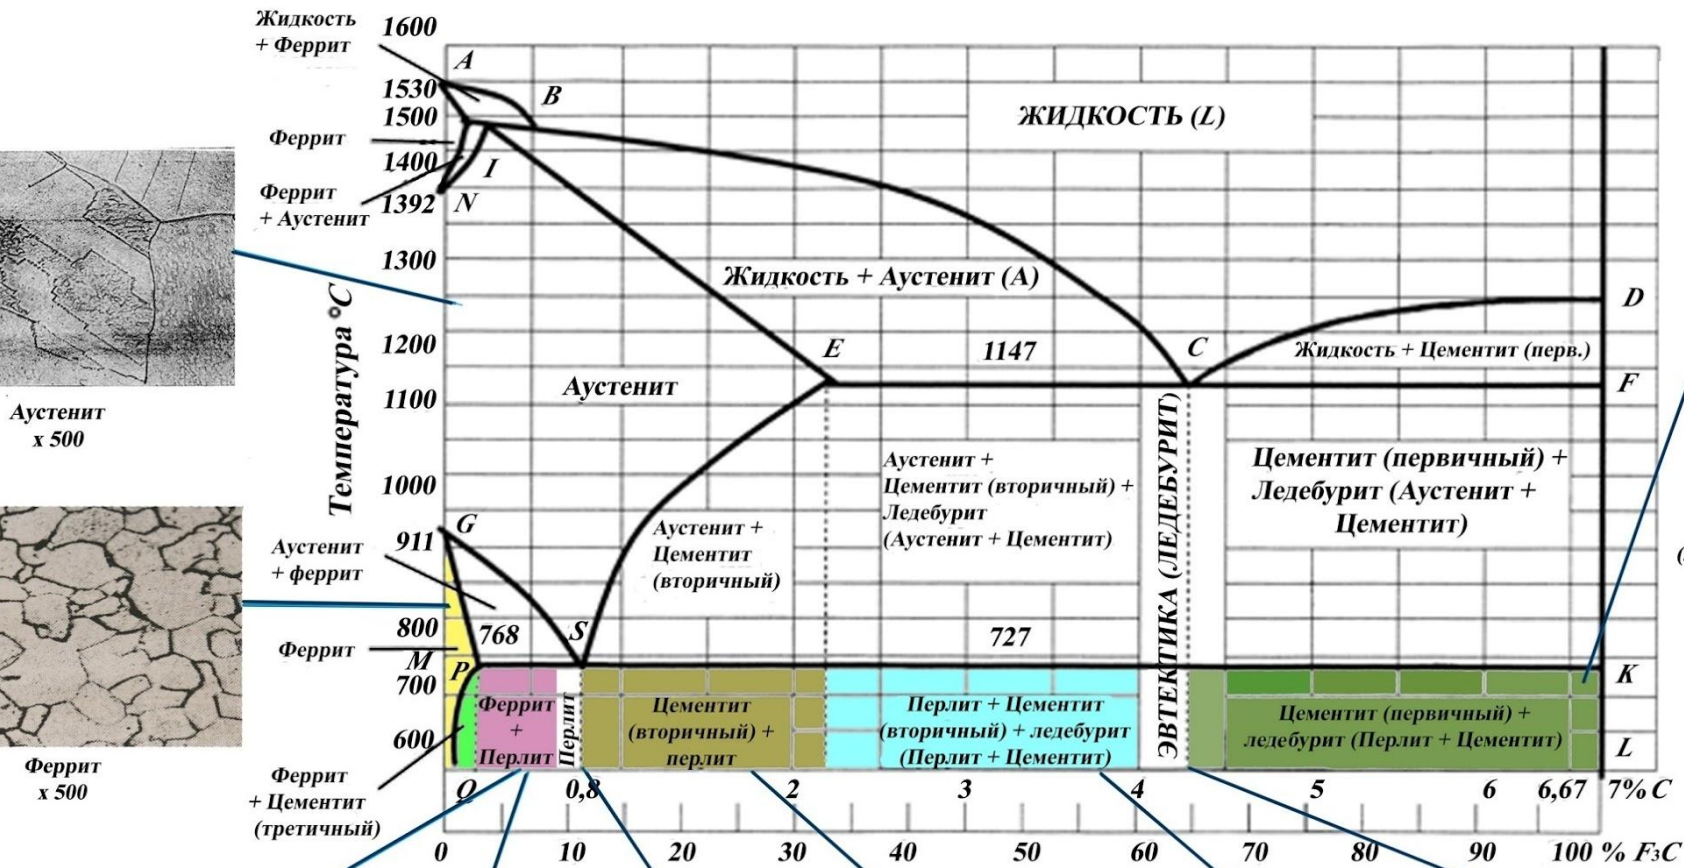 Жидкость
+ Феррит
1600
A
1530
B
1500
Феррит
1400
I
Феррит
+ Аустенит
1392
N
ЖИДКОСТЬ (L)
1300
Жидкость + Аустенит (A)
D
Температура °C
1200
E
1147
C
Жидкость + Цементит (перв.)
Аустенит
F
1100
Аустенит
x 500
ЭВТЕКТИКА (ЛЕДЕБУРИТ)
Аустенит +
Цементит (вторичный) +
Ледебурит
(Аустенит + Цементит)
Цементит (первичный) +
Ледебурит (Аустенит +
Цементит)
1000
G
911
Аустенит
+ феррит
Аустенит +
Цементит
(вторичный)
800
768
S
727
Феррит
M
P
K
700
Феррит
+
Перлит
Перлит
Цементит
(вторичный) +
перлит
Перлит + Цементит
(вторичный) + ледебурит
(Перлит + Цементит)
Цементит (первичный) +
ледебурит (Перлит + Цементит)
600
L
Феррит
x 500
Феррит
+ Цементит
(третичный)
Q
0,8
2
3
4
5
6
6,67
7% C
0
10
20
30
40
50
60
70
80
90
100
% F₃C